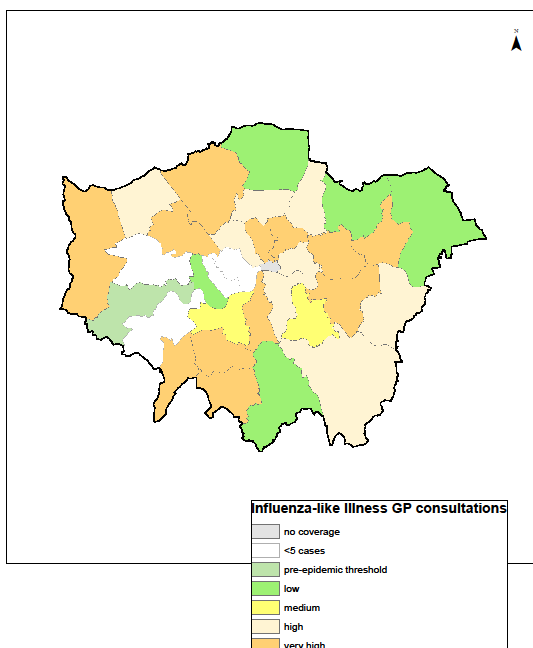 N
Influenza-like Illness GP consultations
no coverage
<5 cases
pre-epidemic threshold
low
medium
high
very high